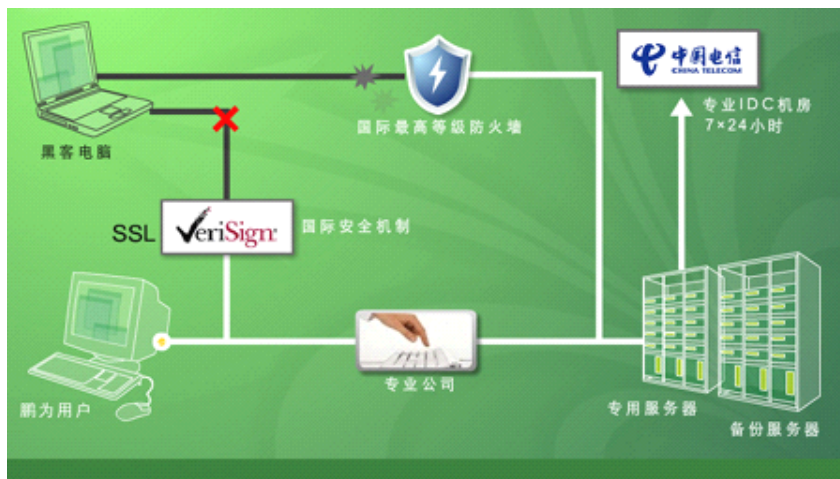 中国电信
CHINA TELECOM
专业IDC机房
7×24小时
国际最高等级防火墙
黑客电脑
SSL
VeriSign
国际安全机制
专业公司
鹏为用户
专用服务器
备份服务器